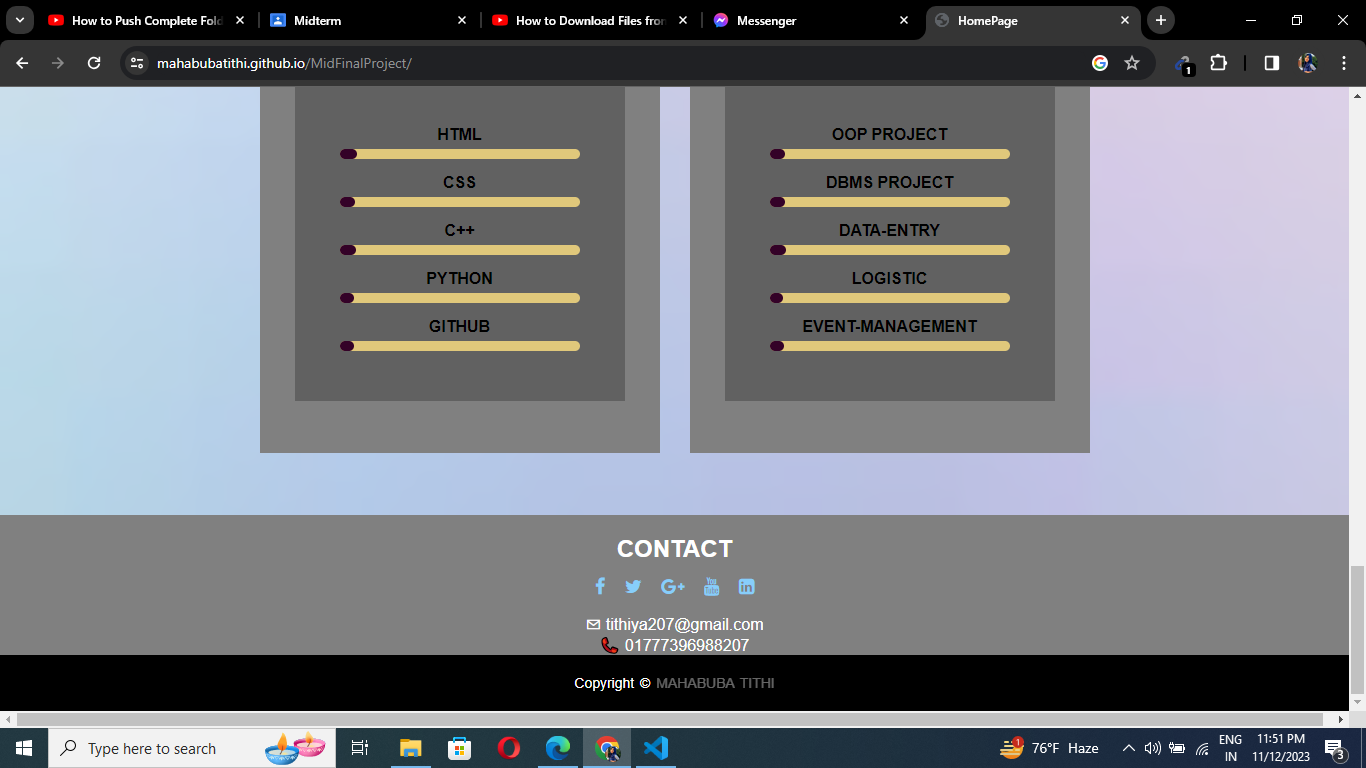 How to Push Complete Fold
Midterm
How to Download Files from
Messenger
HomePage
mahabubatithi.github.io/MidFinalProject/
1
HTML
CSS
C++
PYTHON
GITHUB
OOP PROJECT
DBMS PROJECT
DATA-ENTRY
LOGISTIC
EVENT-MANAGEMENT
CONTACT
tithiya207@gmail.com
01777396988207
Copyright © MAHABUBA TITHI
Type here to search
1
76°F Haze
ENG
IN
11:51 PM
11/12/2023
3